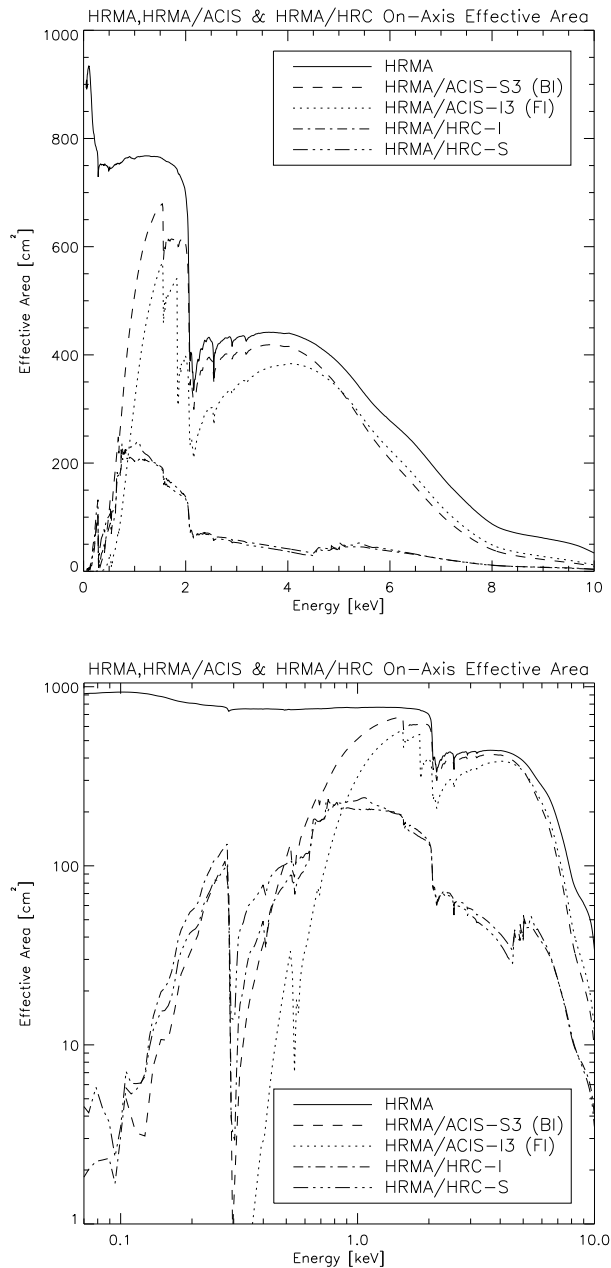 HRMA,HRMA/ACIS & HRMA/HRC On-Axis Effective Area
1000
800
600
400
200
0
Effective Area [cm²]
HRMA
HRMA/ACIS-S3 (BI)
HRMA/ACIS-I3 (FI)
HRMA/HRC-I
HRMA/HRC-S
0 2 4 6 8 10
Energy [keV]
HRMA,HRMA/ACIS & HRMA/HRC On-Axis Effective Area
1000
100
10
1
Effective Area [cm²]
HRMA
HRMA/ACIS-S3 (BI)
HRMA/ACIS-I3 (FI)
HRMA/HRC-I
HRMA/HRC-S
0.1 1.0 10.0
Energy [keV]